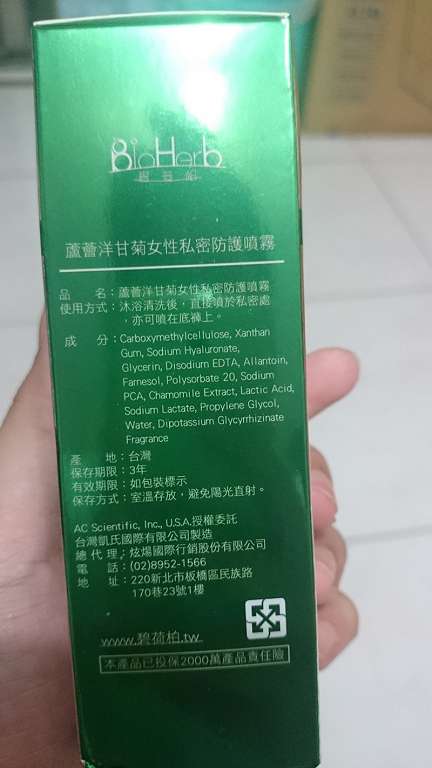 BioHerb
碧荷柏
蘆薈洋甘菊女性私密防護噴霧
品　　名：蘆薈洋甘菊女性私密防護噴霧
使用方式：沐浴清洗後，直接噴於私密處
，亦可噴在底褲上。
成　　分：Carboxymethylcellulose, Xanthan
Gum, Sodium Hyaluronate,
Glycerin, Disodium EDTA, Allantoin,
Farnesol, Polysorbate 20, Sodium
PCA, Chamomile Extract, Lactic Acid,
Sodium Lactate, Propylene Glycol,
Water, Dipotassium Glycyrrhizinate
Fragrance
產　　地：台灣
保存期限：3年
有效期限：如包裝標示
保存方式：室溫存放，避免陽光直射。
AC Scientific, Inc., U.S.A.授權委託
台灣凱氏國際有限公司製造
總 代 理：炫煬國際行銷股份有限公司
電　　話：(02)8952-1566
地　　址：220新北市板橋區民族路
170巷23號1樓
www.碧荷柏.tw
本產品已投保2000萬產品責任險